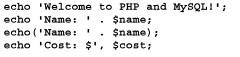 echo 'Welcome to PHP and MySQL!';
echo 'Name: ' . $name;
echo('Name: ' . $name);
echo 'Cost: $', $cost;